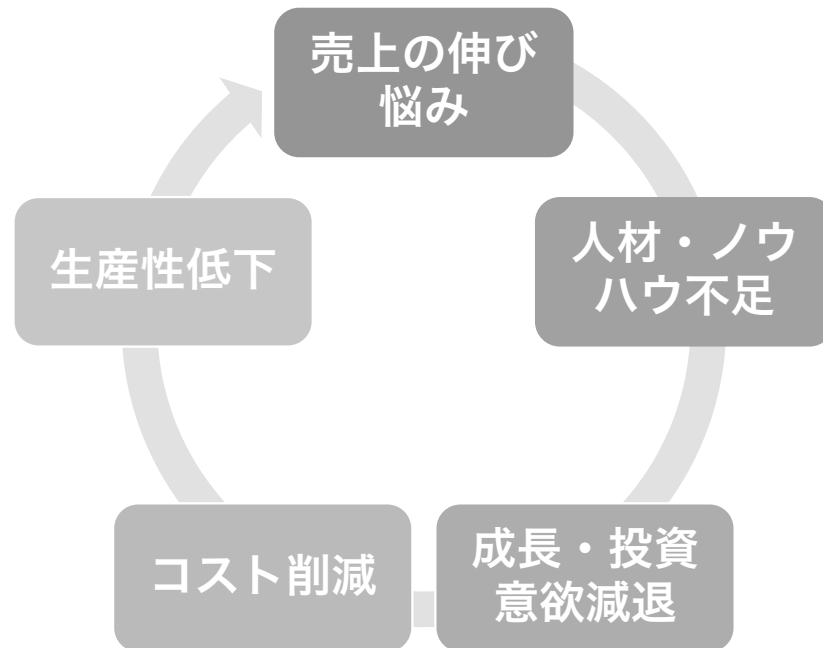 売上の伸び
悩み
人材・ノウ
ハウ不足
成長・投資
意欲減退
コスト削減
生産性低下